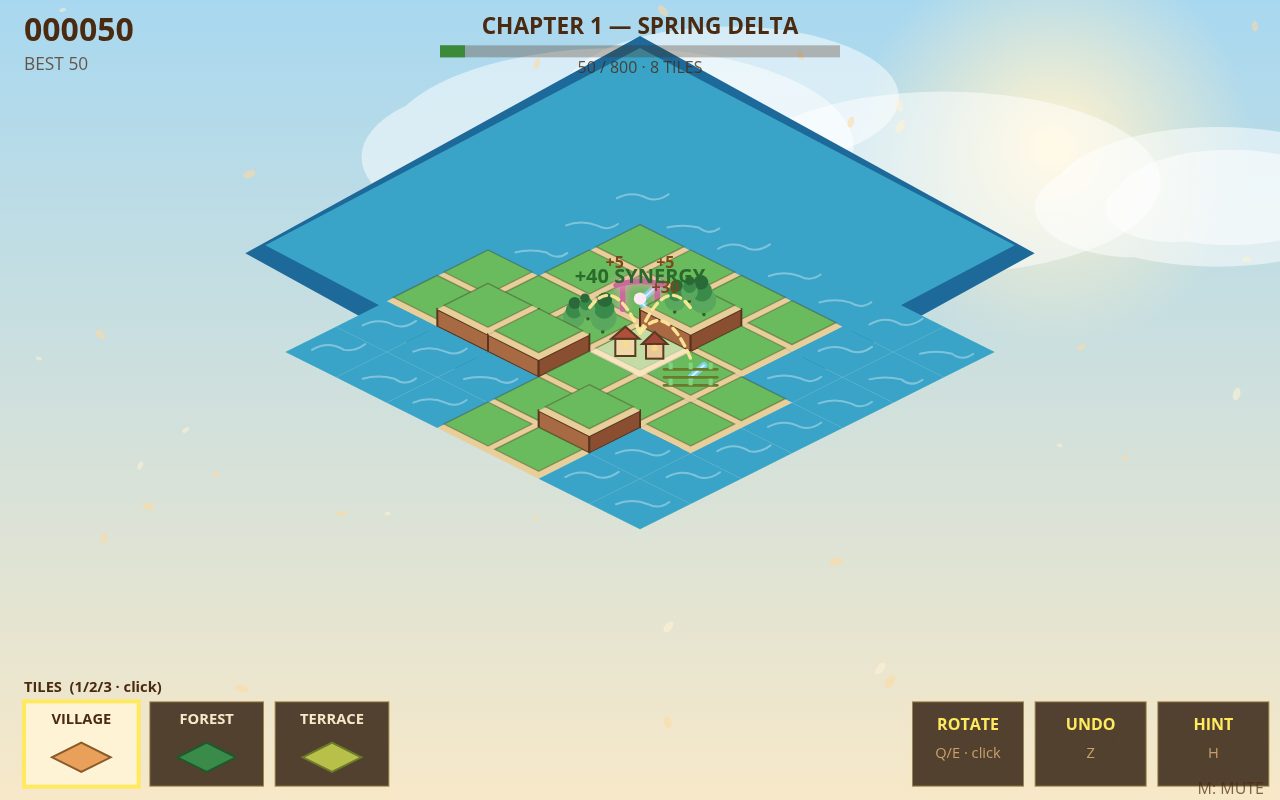 000050
BEST 50
CHAPTER 1 — SPRING DELTA
50 / 800 · 8 TILES
+5 +5
+40 SYNERGY
TILES (1/2/3 · click)
VILLAGE
FOREST
TERRACE
ROTATE
Q/E · click
UNDO
Z
HINT
H
M: MUTE